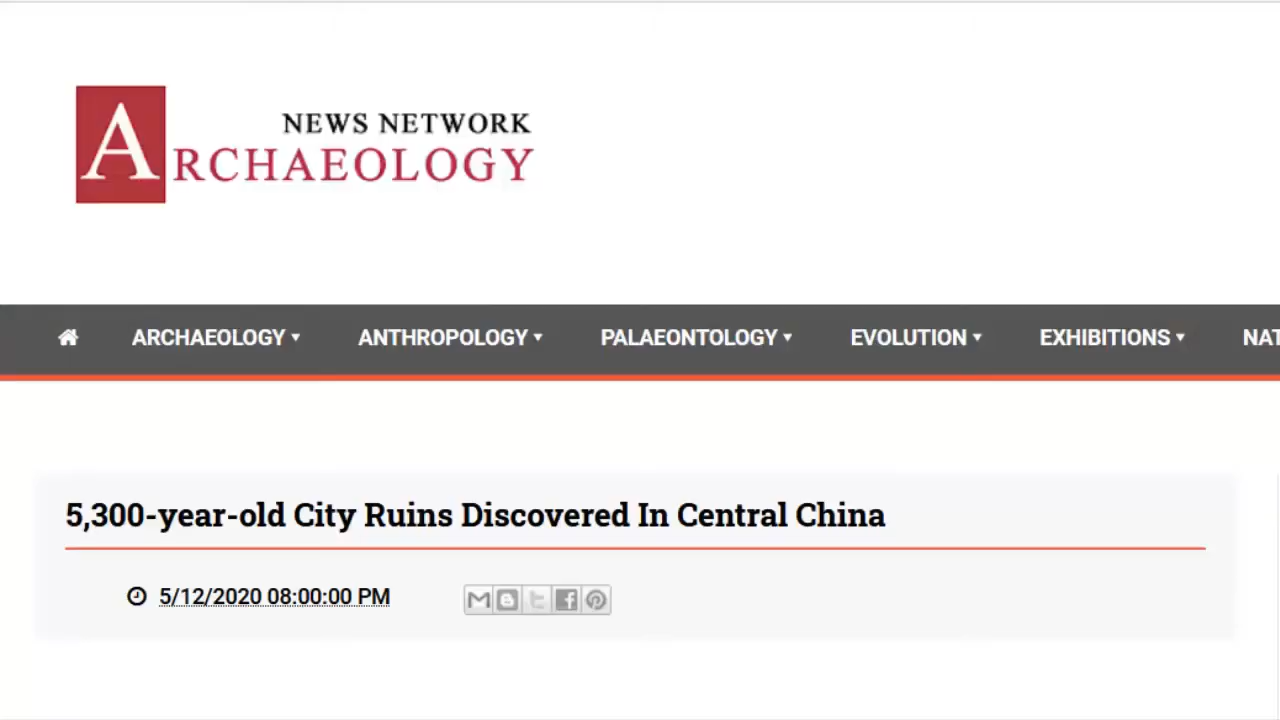 NEWS NETWORK
ARCHAEOLOGY
ARCHAEOLOGY ANTHROPOLOGY PALAEONTOLOGY EVOLUTION EXHIBITIONS NAT
5,300-year-old City Ruins Discovered In Central China
5/12/2020 08:00:00 PM